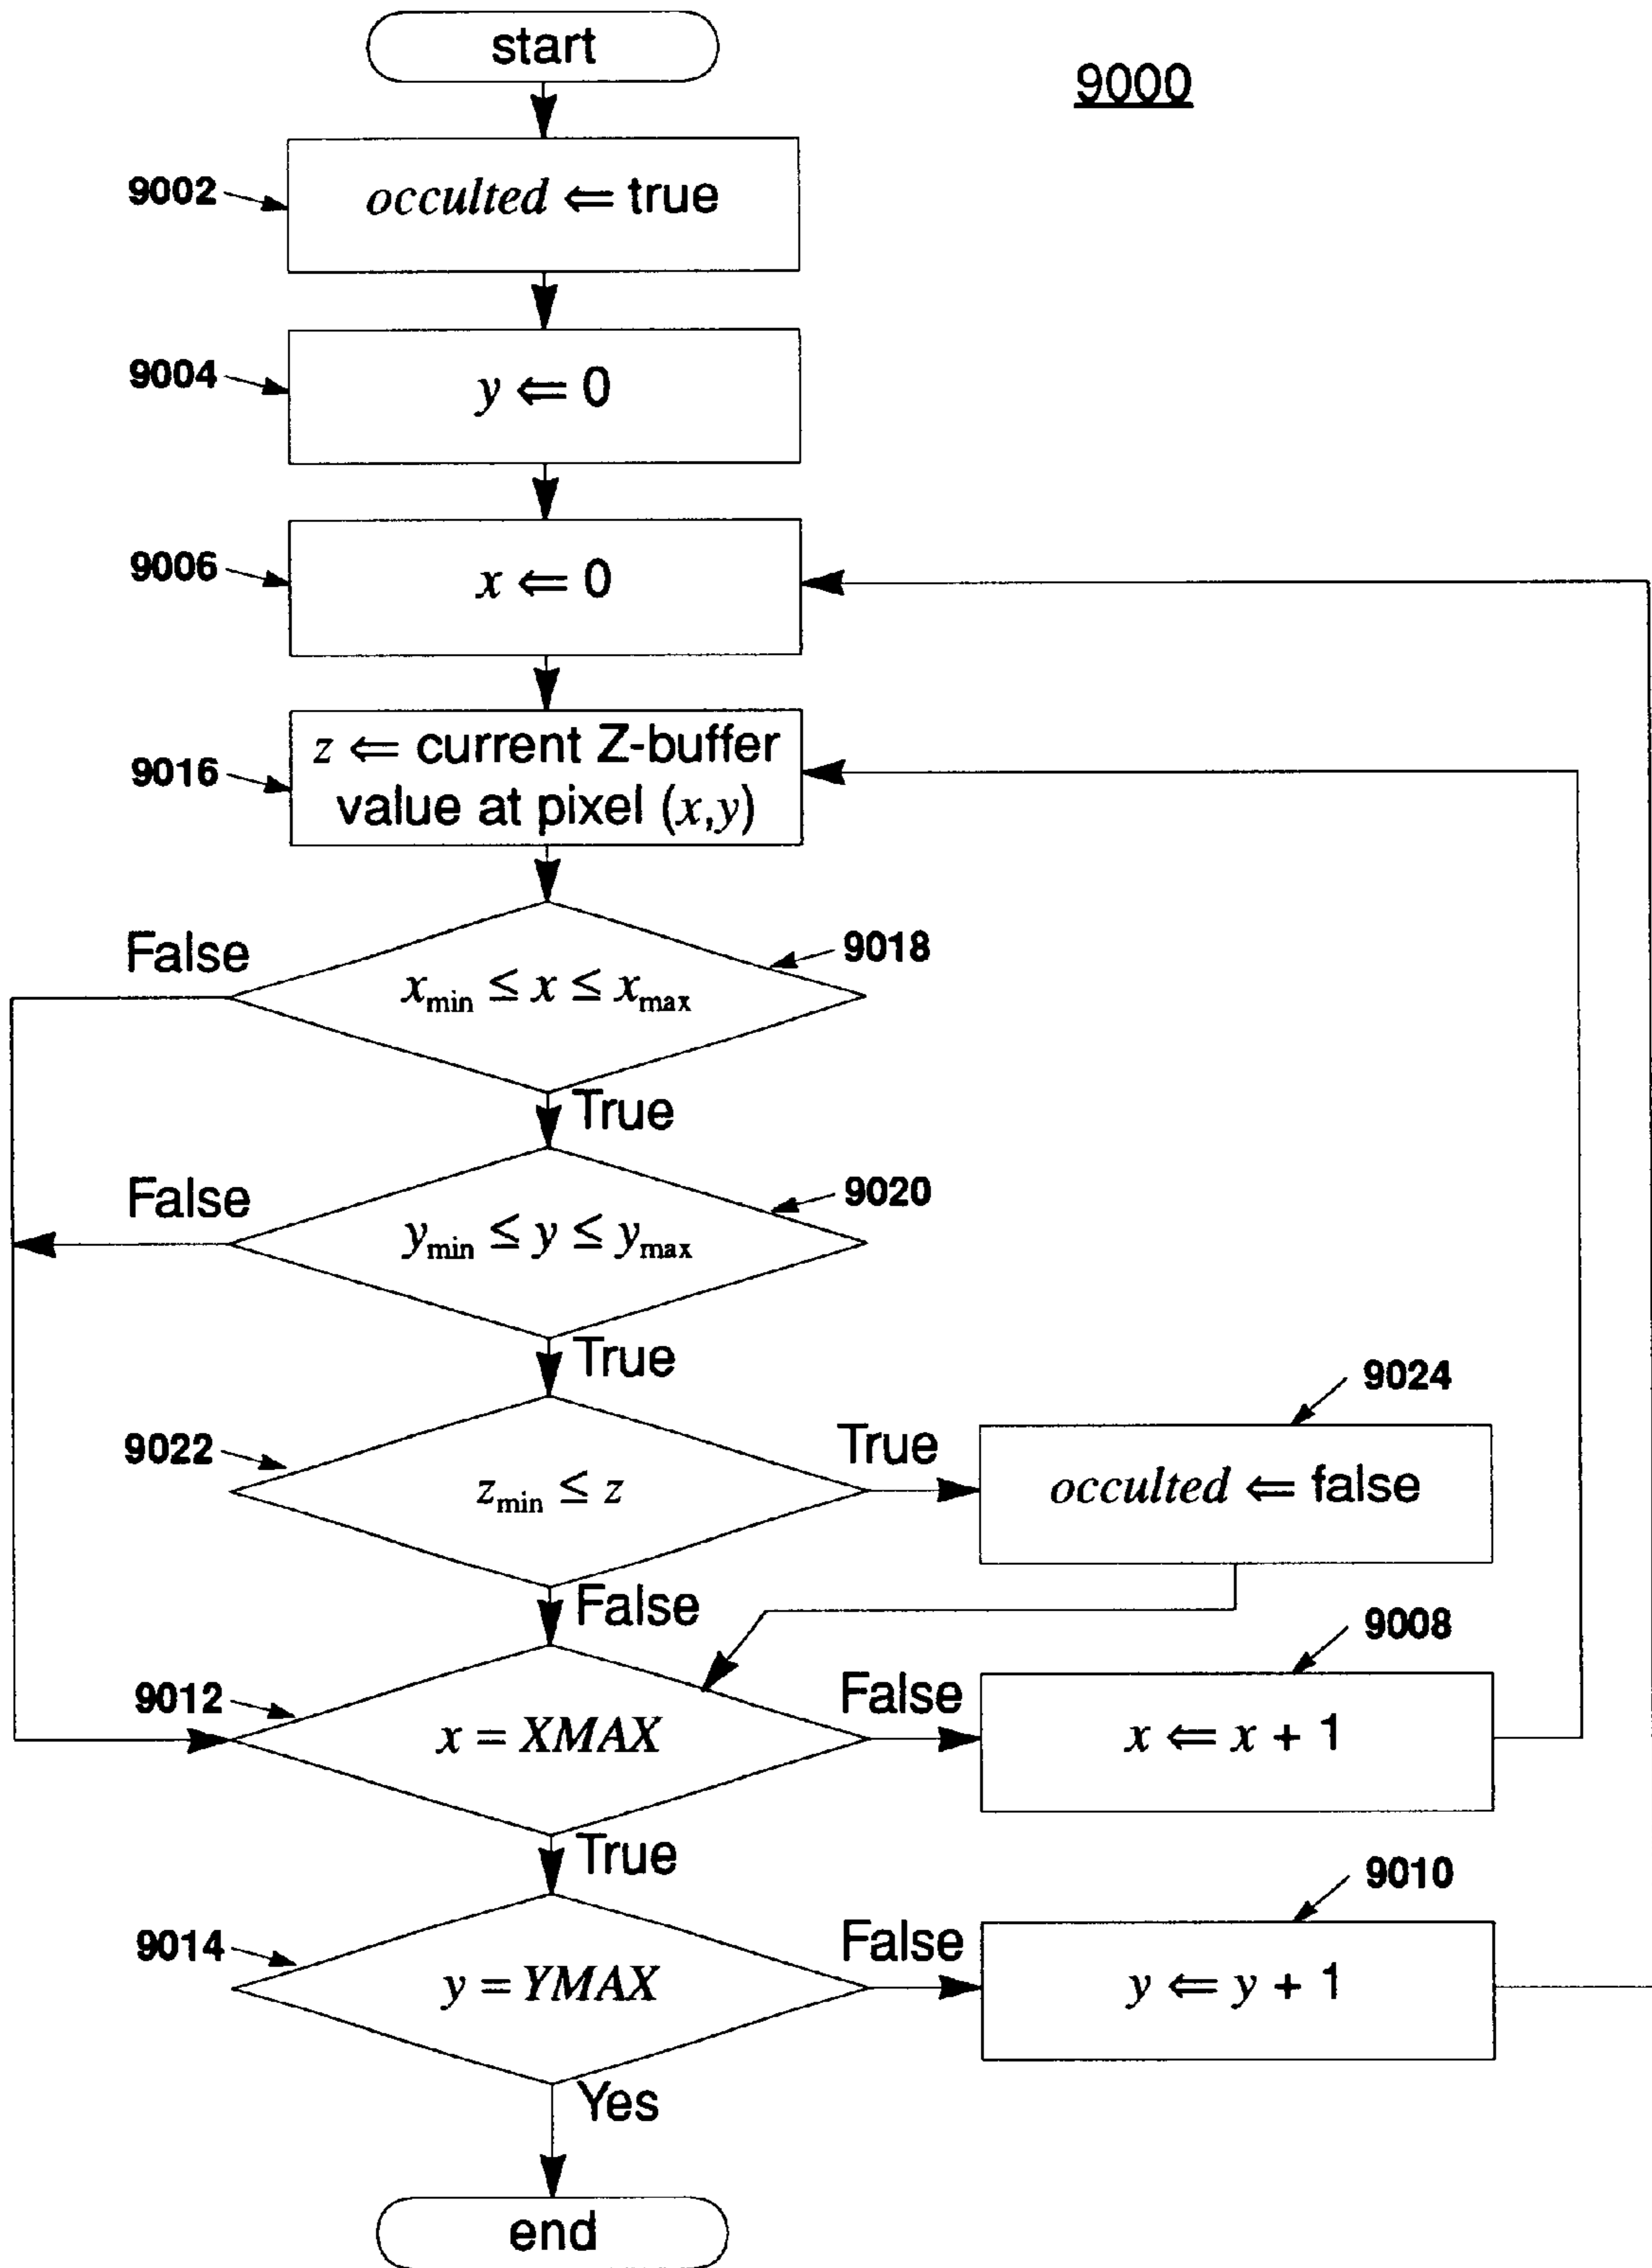 start
9000
9002
occulted ⇐ true
9004
y ⇐ 0
9006
x ⇐ 0
9016
z ⇐ current Z-buffer
value at pixel (x,y)
False
9018
xmin ≤ x ≤ xmax
True
False
9020
ymin ≤ y ≤ ymax
True
9024
9022
zmin ≤ z
True
occulted ⇐ false
False
9008
9012
x = XMAX
False
x ⇐ x + 1
True
9010
9014
y = YMAX
False
y ⇐ y + 1
Yes
end